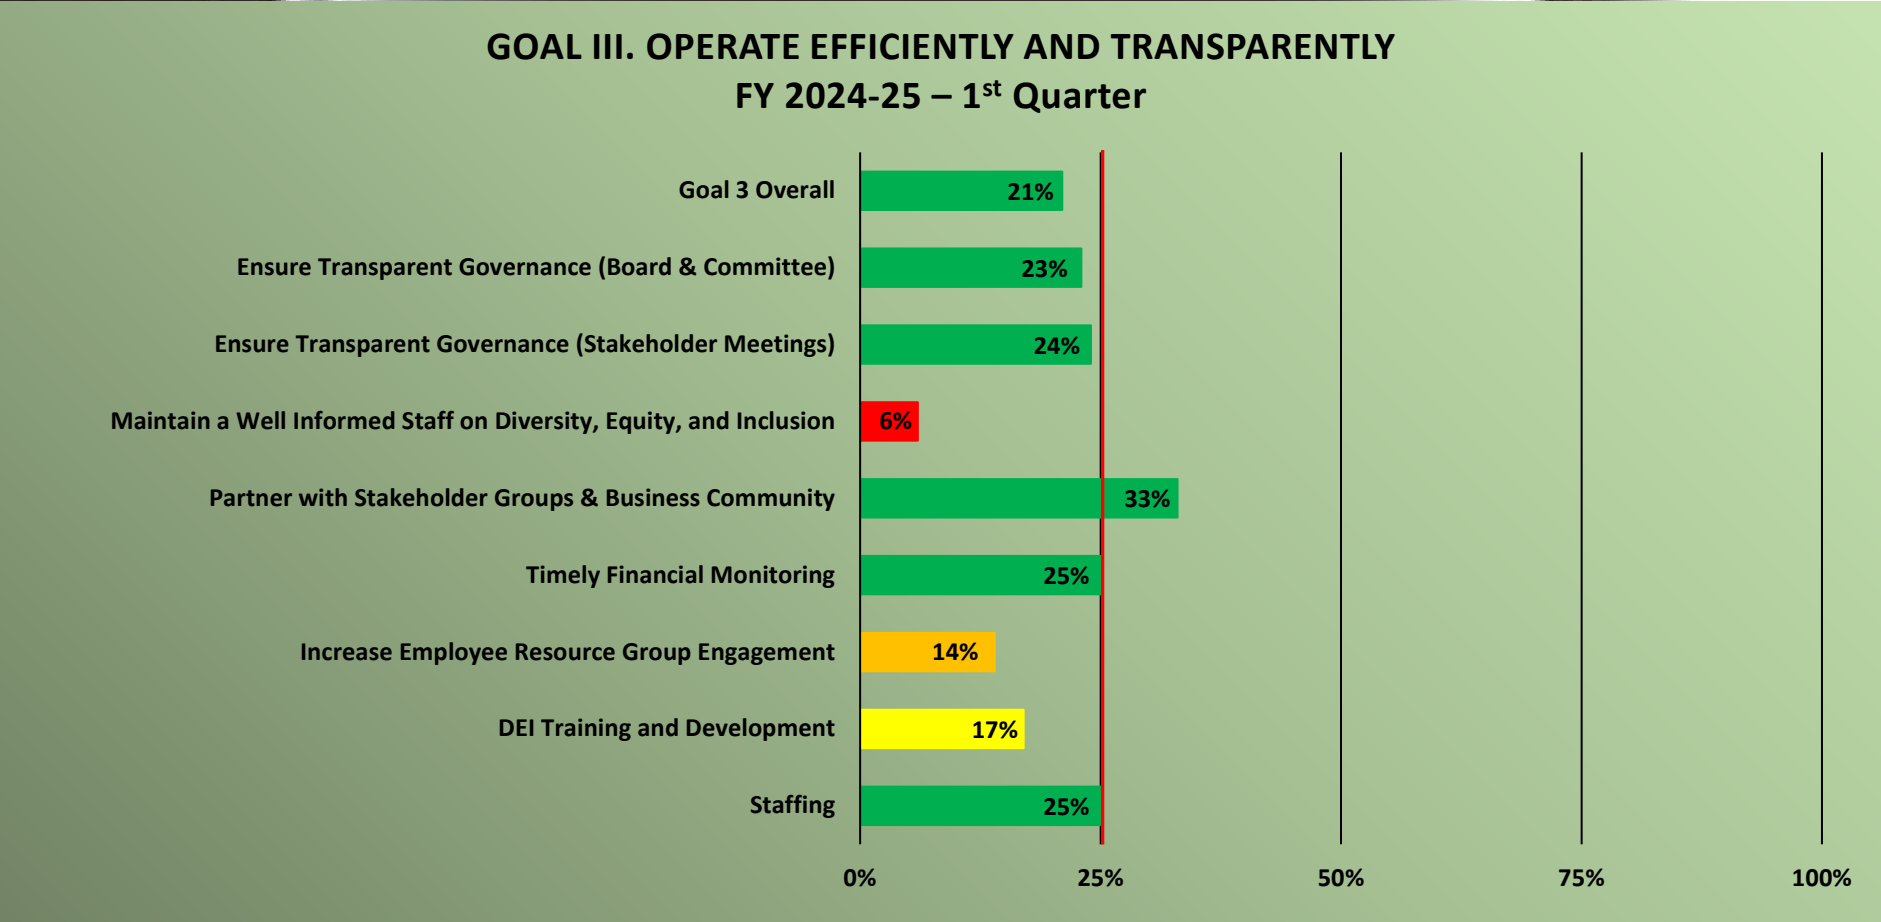 GOAL III. OPERATE EFFICIENTLY AND TRANSPARENTLY
FY 2024-25 – 1st Quarter
Goal 3 Overall 21%
Ensure Transparent Governance (Board & Committee) 23%
Ensure Transparent Governance (Stakeholder Meetings) 24%
Maintain a Well Informed Staff on Diversity, Equity, and Inclusion 6%
Partner with Stakeholder Groups & Business Community 33%
Timely Financial Monitoring 25%
Increase Employee Resource Group Engagement 14%
DEI Training and Development 17%
Staffing 25%
0% 25% 50% 75% 100%